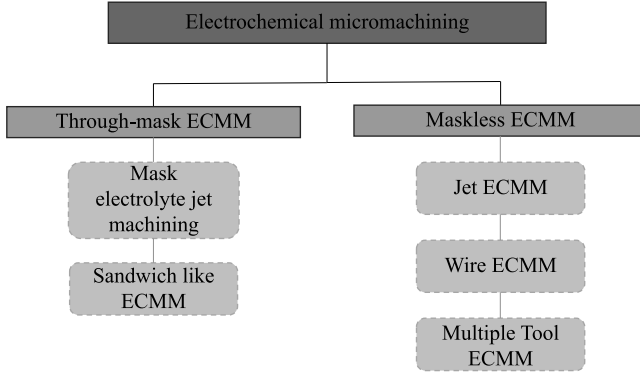 Electrochemical micromachining
Through-mask ECMM
Maskless ECMM
Mask
electrolyte jet
machining
Sandwich like
ECMM
Jet ECMM
Wire ECMM
Multiple Tool
ECMM